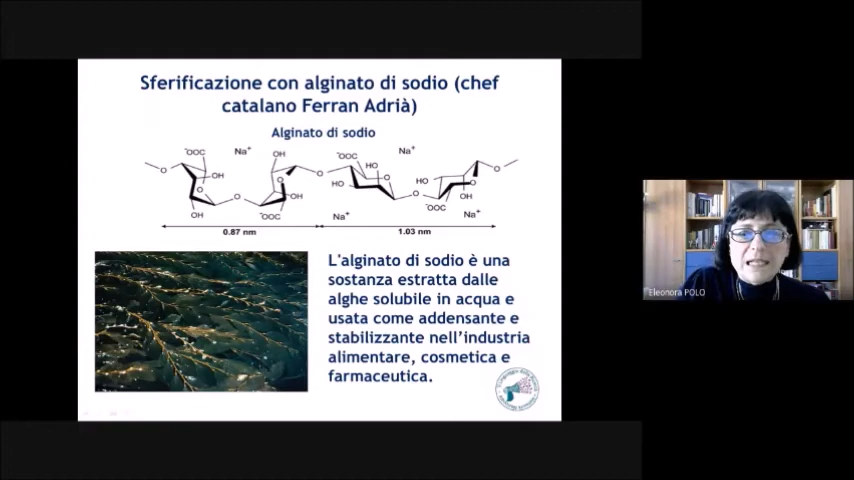 Sferificazione con alginato di sodio (chef
catalano Ferran Adrià)
Alginato di sodio
⁻OOC
Na⁺
OH
⁻OOC
Na⁺
HO
O
OH
O
O
HO
HO
O
O
O
OH
O
OH
⁻OOC
Na⁺
O
⁻OOC
OH
Na⁺
0.87 nm
1.03 nm
L'alginato di sodio è una
sostanza estratta dalle
alghe solubile in acqua e
usata come addensante e
stabilizzante nell'industria
alimentare, cosmetica e
farmaceutica.
Eleonora POLO